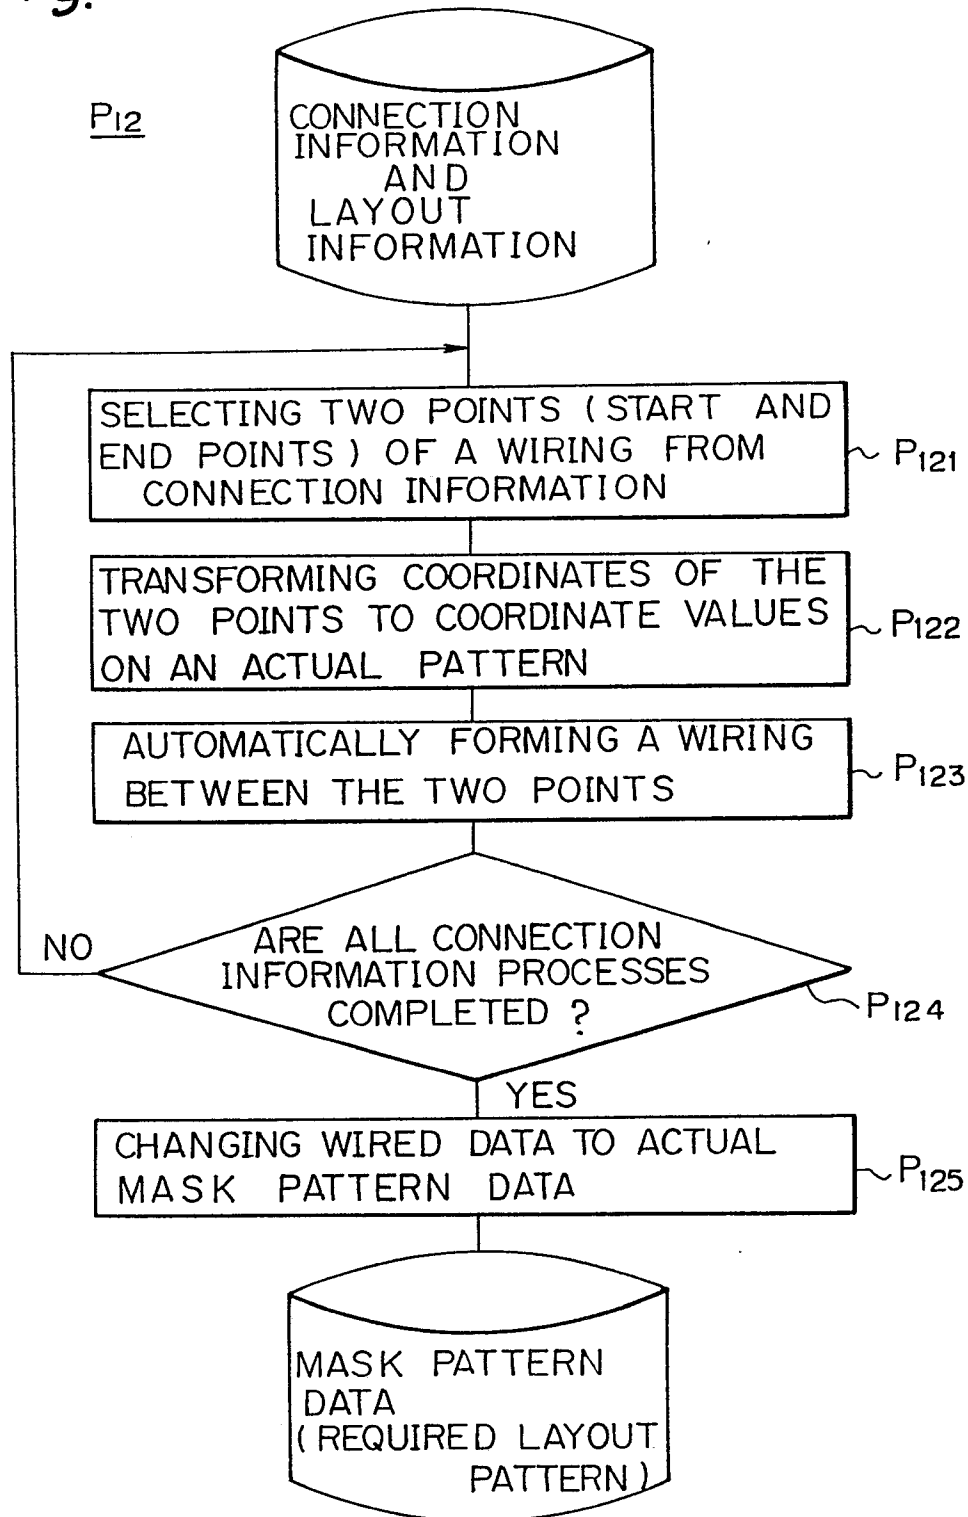 P12
CONNECTION
INFORMATION
AND
LAYOUT
INFORMATION
SELECTING TWO POINTS (START AND
END POINTS) OF A WIRING FROM
CONNECTION INFORMATION
P121
TRANSFORMING COORDINATES OF THE
TWO POINTS TO COORDINATE VALUES
ON AN ACTUAL PATTERN
P122
AUTOMATICALLY FORMING A WIRING
BETWEEN THE TWO POINTS
P123
NO
ARE ALL CONNECTION
INFORMATION PROCESSES
COMPLETED ?
P124
YES
CHANGING WIRED DATA TO ACTUAL
MASK PATTERN DATA
P125
MASK PATTERN
DATA
(REQUIRED LAYOUT
PATTERN)